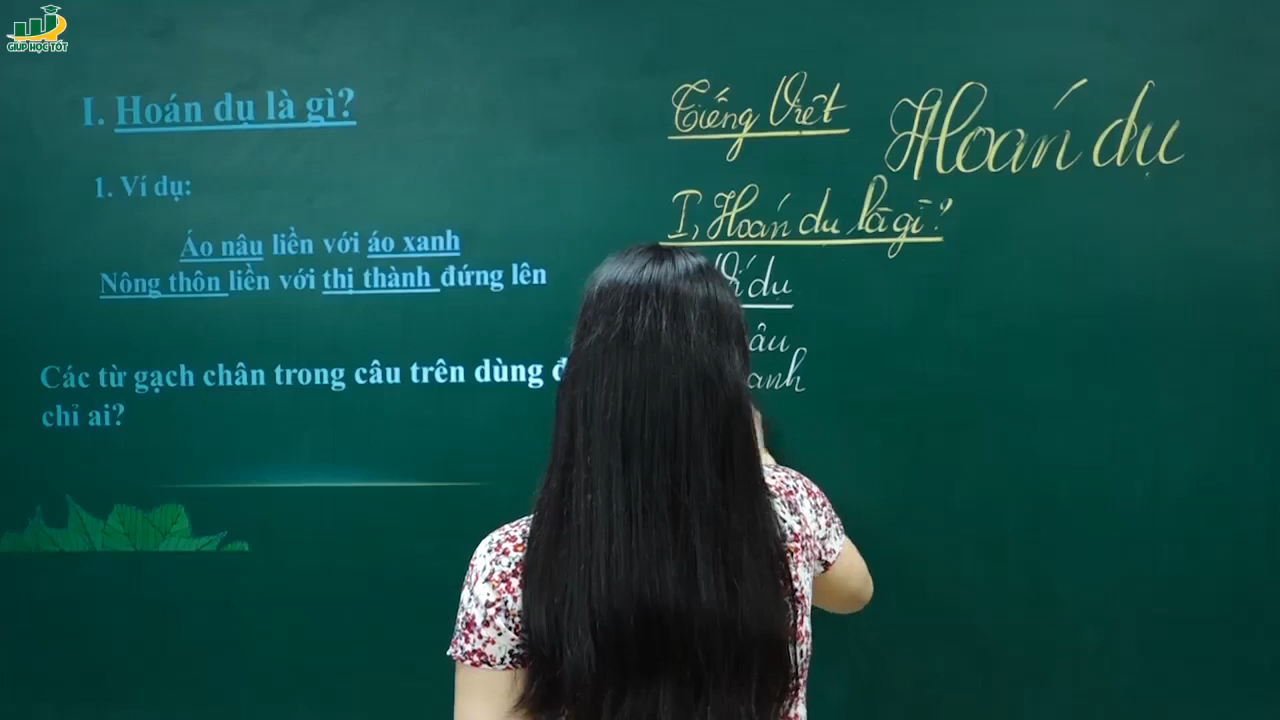 GIÚP HỌC TỐT
I. Hoán dụ là gì?
1. Ví dụ:
Áo nâu liền với áo xanh
Nông thôn liền với thị thành đứng lên
Các từ gạch chân trong câu trên dùng
chỉ ai?
Tiếng Việt Hoán dụ
I, Hoán dụ là gì?
Ví dụ